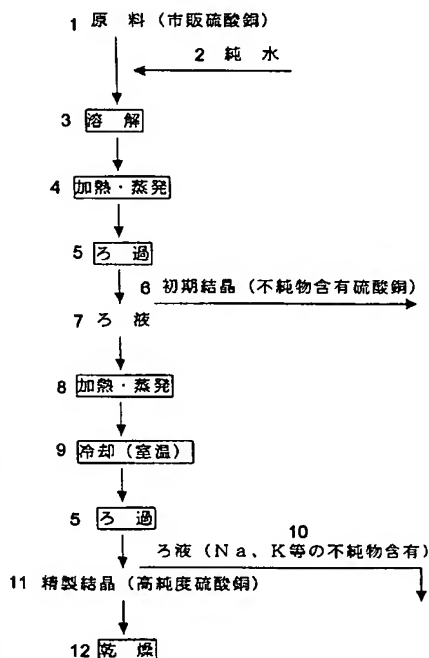 1 原 料 (市販硫酸銅)
2 純 水
3 溶 解
4 加熱・蒸発
5 ろ 過
6 初期結晶 (不純物含有硫酸銅)
7 ろ 液
8 加熱・蒸発
9 冷却 (室温)
5 ろ 過
10
ろ液 (Na、K等の不純物含有)
11 精製結晶 (高純度硫酸銅)
12 乾 燥